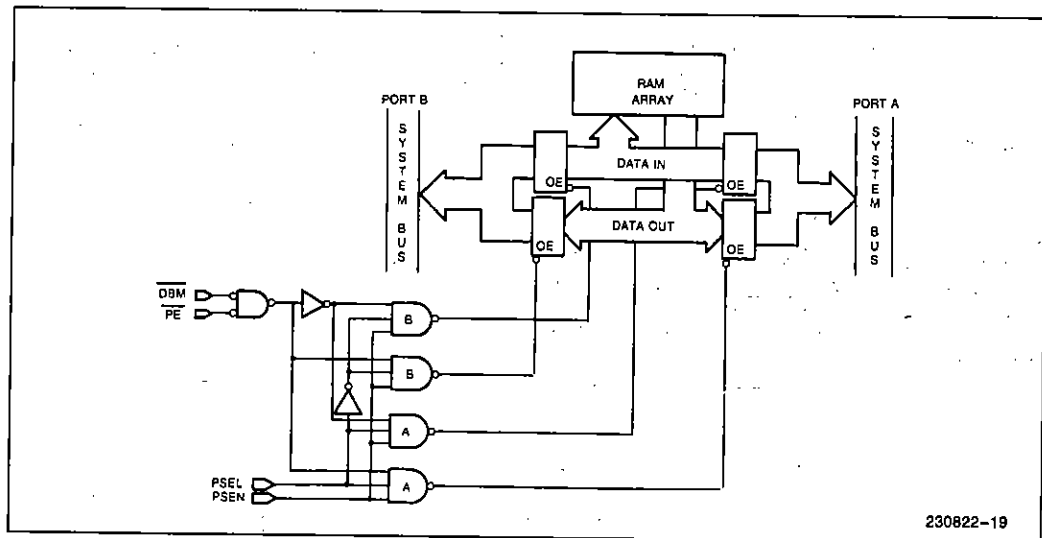 RAM
ARRAY
PORT B
PORT A
SYSTEM BUS
SYSTEM BUS
DATA IN
OE
OE
DATA OUT
OE
OE
DBM
PE
B
B
A
A
PSEL
PSEN
230822-19